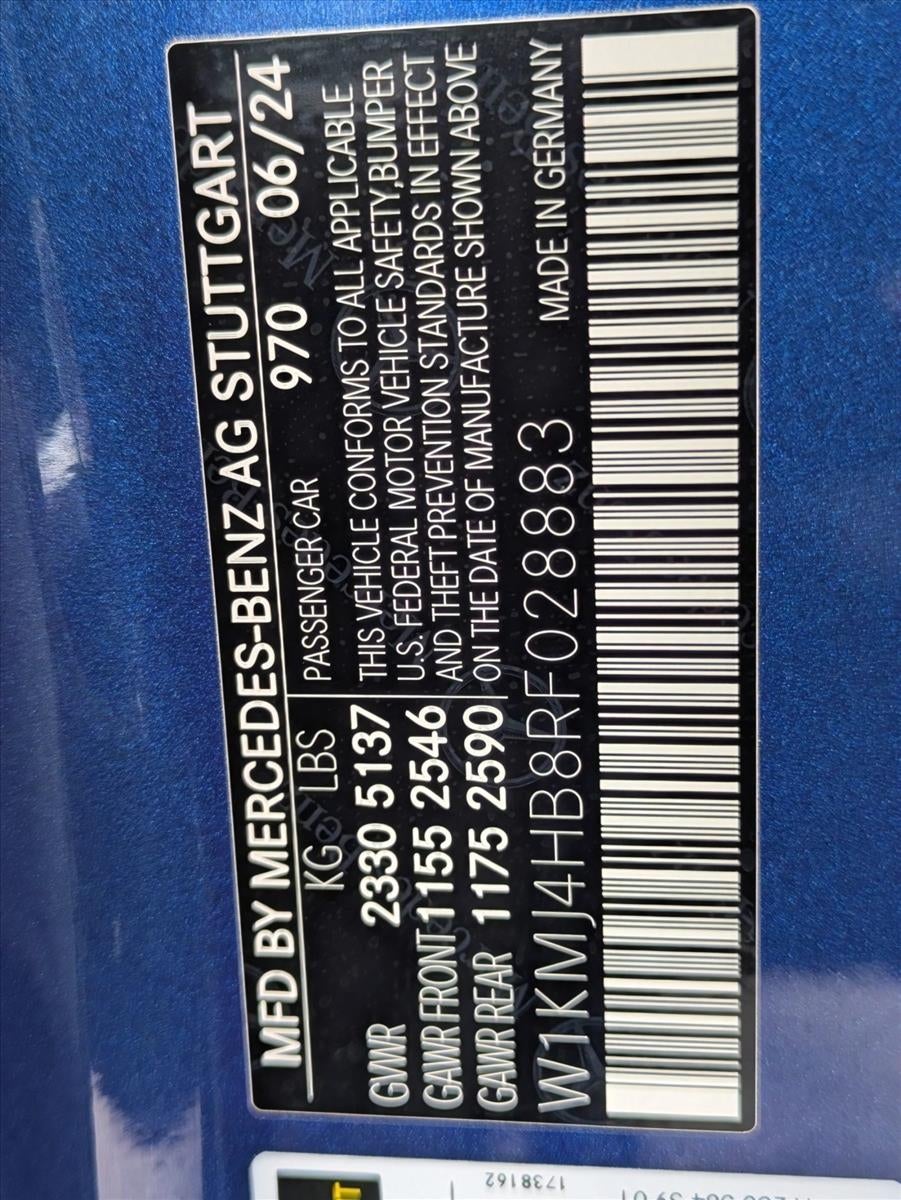 MFD BY MERCEDES-BENZ AG STUTTGART
KG LBS PASSENGER CAR 970 06/24
GVWR 2330 5137
GAWR FRONT 1155 2546
GAWR REAR 1175 2590
THIS VEHICLE CONFORMS TO ALL APPLICABLE
U.S. FEDERAL MOTOR VEHICLE SAFETY,BUMPER
AND THEFT PREVENTION STANDARDS IN EFFECT
ON THE DATE OF MANUFACTURE SHOWN ABOVE
W1KMJ4HB8RF028883 MADE IN GERMANY
1738162